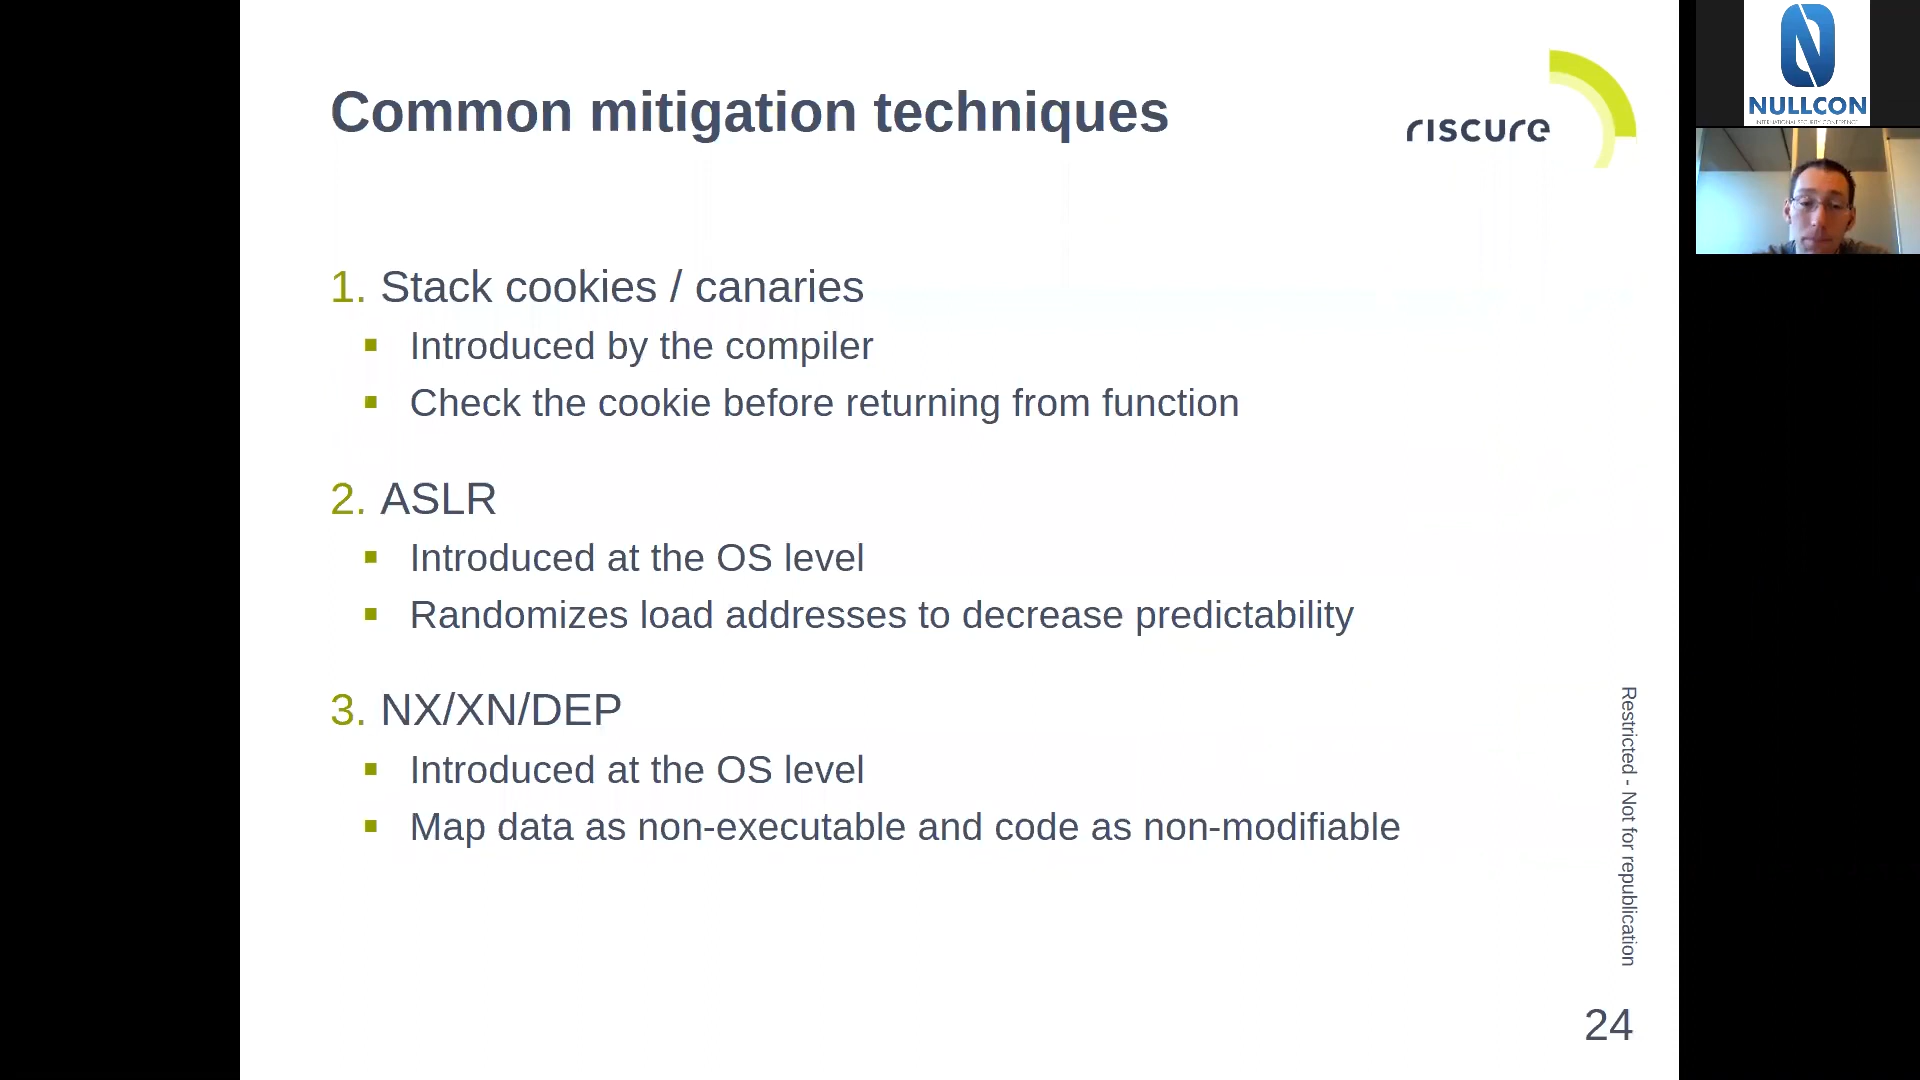 Common mitigation techniques
riscure
NULLCON
INTERNATIONAL SECURITY CONFERENCE
1. Stack cookies / canaries
▪ Introduced by the compiler
▪ Check the cookie before returning from function
2. ASLR
▪ Introduced at the OS level
▪ Randomizes load addresses to decrease predictability
3. NX/XN/DEP
▪ Introduced at the OS level
▪ Map data as non-executable and code as non-modifiable
Restricted - Not for republication
24